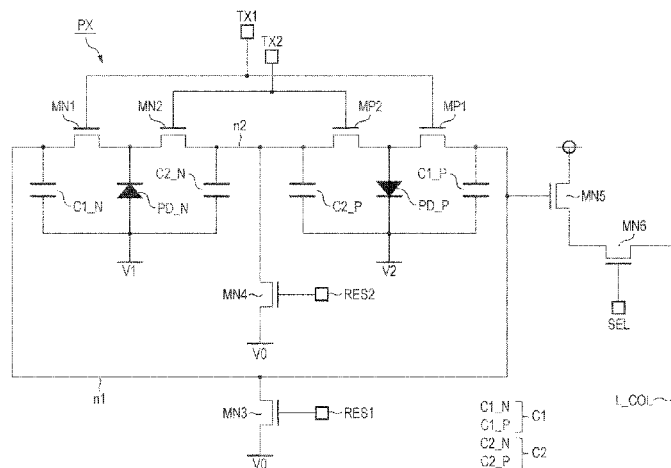 PX
TX1
TX2
MN1
MN2
MP2
MP1
n2
C1_N
PD_N
C2_N
C2_P
PD_P
C1_P
MN5
MN6
V1
V2
MN4
RES2
SEL
V0
n1
MN3
RES1
V0
C1_N
C1_P
C1
C2_N
C2_P
C2
L_COL